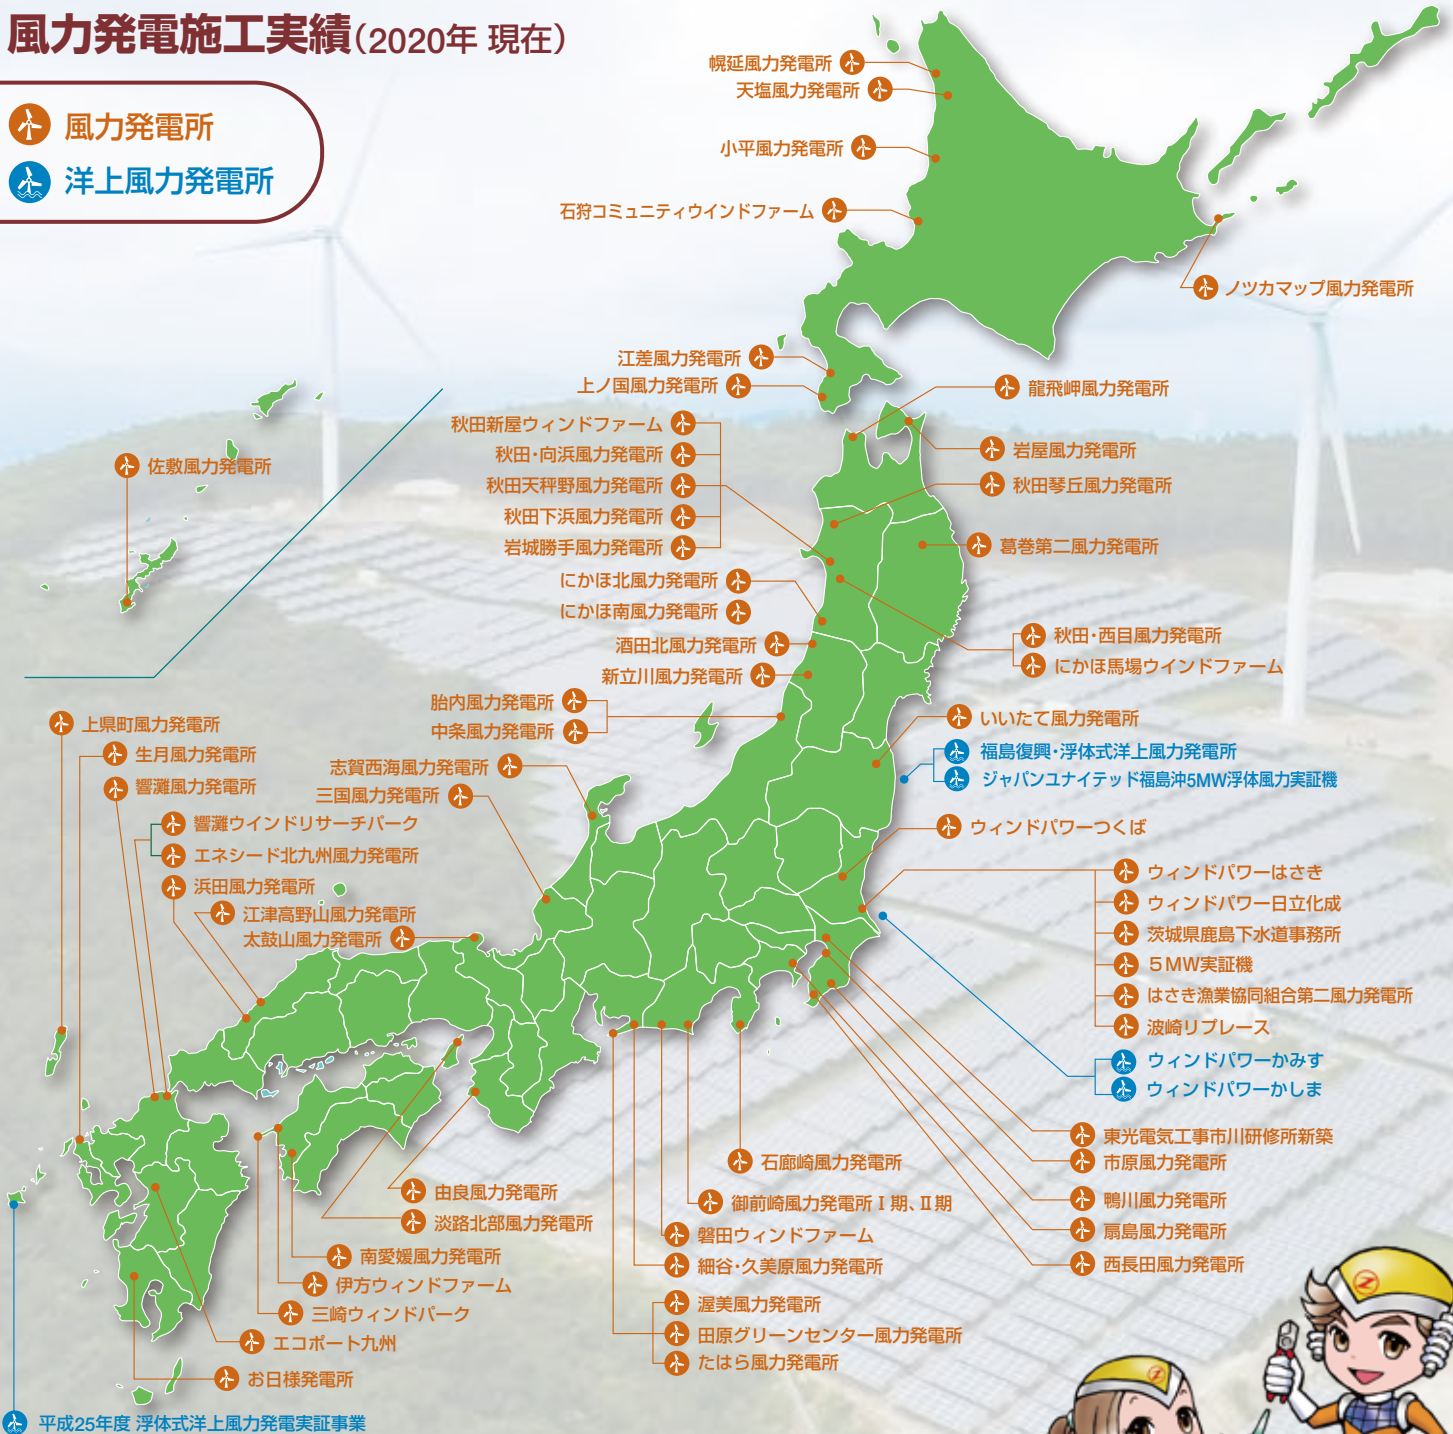 風力発電施工実績(2020年 現在)
風力発電所
洋上風力発電所
幌延風力発電所
天塩風力発電所
小平風力発電所
石狩コミュニティウインドファーム
ノツカマップ風力発電所
江差風力発電所
上ノ国風力発電所
龍飛岬風力発電所
秋田新屋ウィンドファーム
秋田・向浜風力発電所
秋田天秤野風力発電所
秋田下浜風力発電所
岩城勝手風力発電所
岩屋風力発電所
秋田琴丘風力発電所
葛巻第二風力発電所
佐敷風力発電所
にかほ北風力発電所
にかほ南風力発電所
酒田北風力発電所
新立川風力発電所
秋田・西目風力発電所
にかほ馬場ウインドファーム
胎内風力発電所
中条風力発電所
いいたて風力発電所
福島復興・浮体式洋上風力発電所
ジャパンユナイテッド福島沖5MW浮体風力実証機
上県町風力発電所
生月風力発電所
響灘風力発電所
志賀西海風力発電所
三国風力発電所
響灘ウインドリサーチパーク
エネシード北九州風力発電所
浜田風力発電所
江津高野山風力発電所
太鼓山風力発電所
ウィンドパワーつくば
ウィンドパワーはさき
ウィンドパワー日立化成
茨城県鹿島下水道事務所
5MW実証機
はさき漁業協同組合第二風力発電所
波崎リプレース
ウィンドパワーかみす
ウィンドパワーかしま
東光電気工事市川研修所新築
市原風力発電所
鴨川風力発電所
扇島風力発電所
西長田風力発電所
石廊崎風力発電所
御前崎風力発電所Ⅰ期、Ⅱ期
磐田ウィンドファーム
細谷・久美原風力発電所
渥美風力発電所
田原グリーンセンター風力発電所
たはら風力発電所
由良風力発電所
淡路北部風力発電所
南愛媛風力発電所
伊方ウィンドファーム
三崎ウィンドパーク
エコポート九州
お日様発電所
平成25年度 浮体式洋上風力発電実証事業